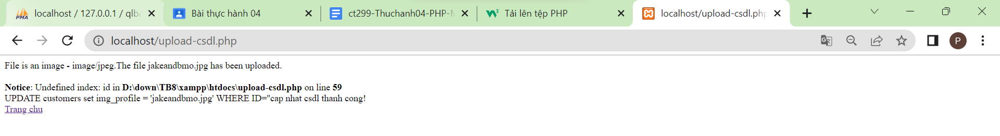 PMA localhost / 127.0.0.1 / qlba
Bài thực hành 04
ct299-Thuchanh04-PHP-M
W3 Tải lên tệp PHP
localhost/upload-csdl.php
localhost/upload-csdl.php
P
File is an image - image/jpeg.The file jakeandbmo.jpg has been uploaded.
Notice: Undefined index: id in D:\down\TB8\xampp\htdocs\upload-csdl.php on line 59
UPDATE customers set img_profile = 'jakeandbmo.jpg' WHERE ID=''cap nhat csdl thanh cong!
Trang chu